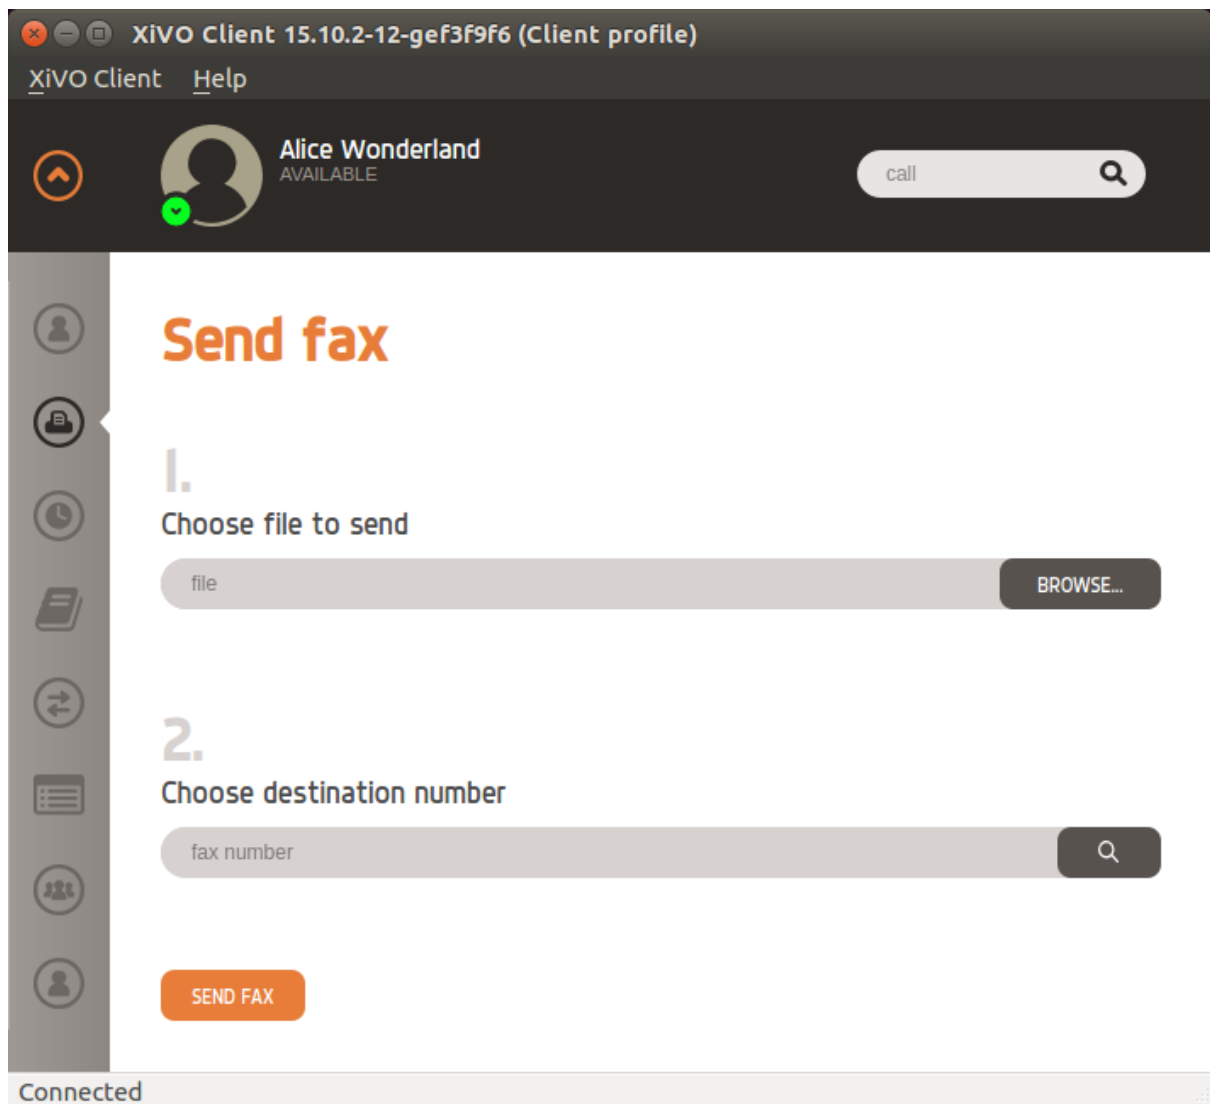 XiVO Client 15.10.2-12-gef3f9f6 (Client profile)
XiVO Client Help
Alice Wonderland
AVAILABLE
call
Send fax
1.
Choose file to send
file
BROWSE...
2.
Choose destination number
fax number
SEND FAX
Connected